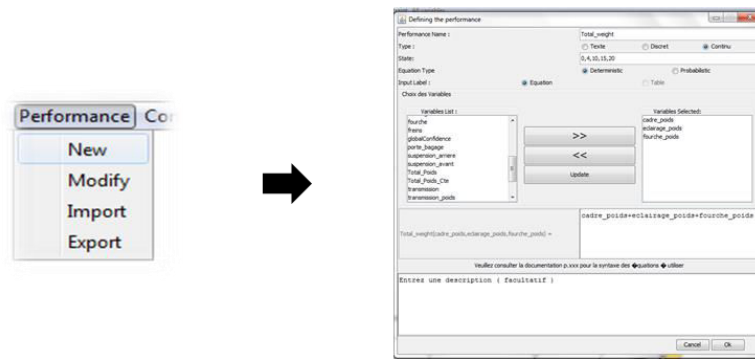 Performance Co
New
Modify
Import
Export
Defining the performance
Performance Name : Total_weight
Type : Texte Discret Continu
State: 0,4,10,15,20
Equation Type Deterministic Probabilistic
Input Label : Equation Table
Choix des Variables
Variables List : Variables Selected:
fourche
freins
globalConfidence
porte_bagage
suspension_arriere
suspension_avant
Total_Poids
Total_Poids_Cte
transmission
transmission_poids
>>
<<
Update
cadre_poids
eclairage_poids
fourche_poids
cadre_poids+eclairage_poids+fourche_poids
Total_weight(cadre_poids,eclairage_poids,fourche_poids) =
Veuillez consulter la documentation p.xxx pour la syntaxe des �quations � utiliser
Entrez une description ( facultatif )
Cancel Ok